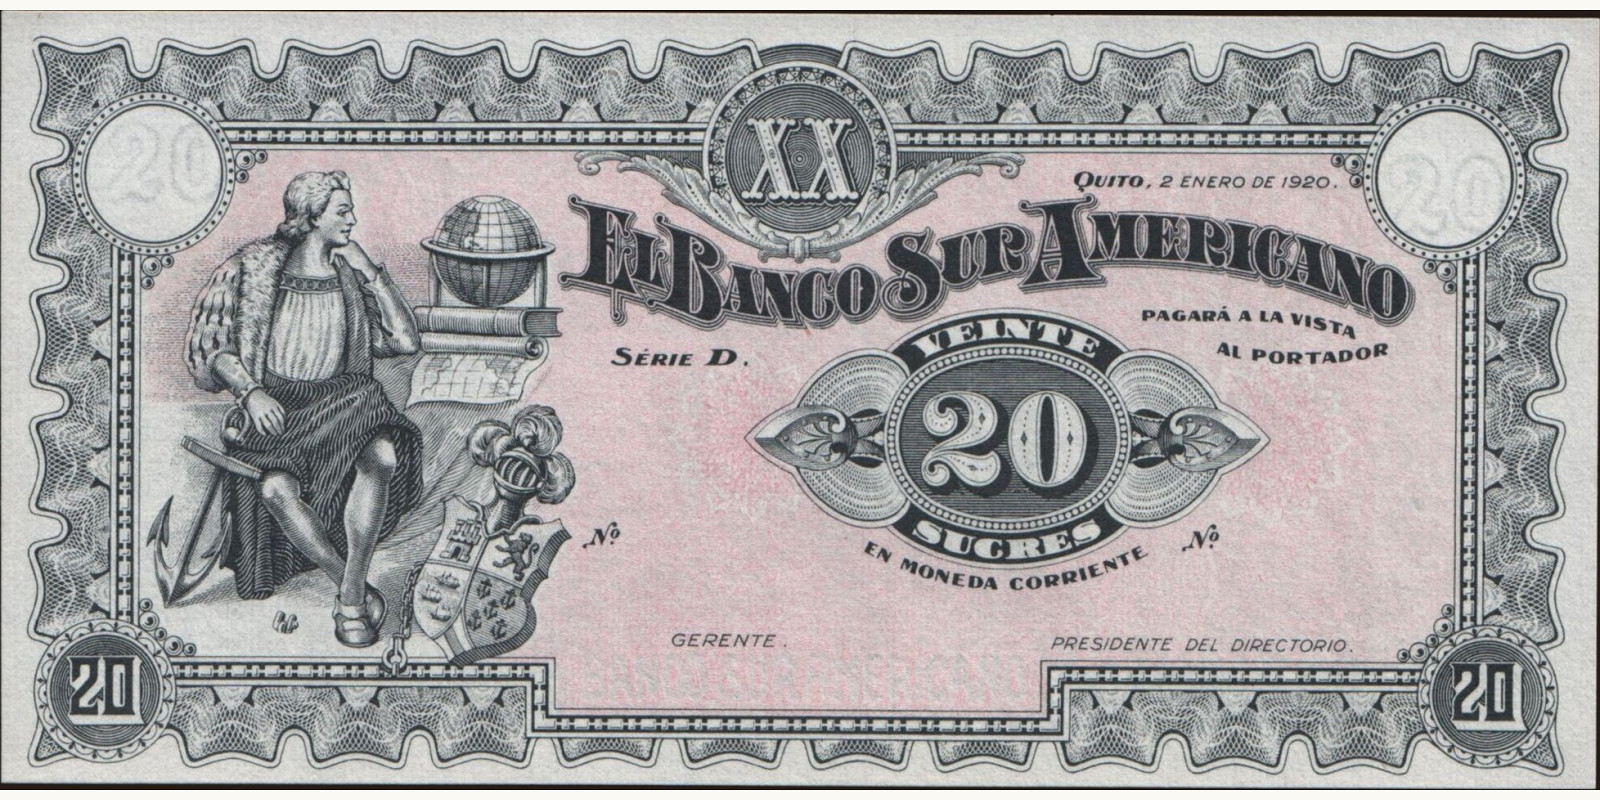 XX
20
20
QUITO, 2 ENERO DE 1920.
EL BANCO SUR AMERICANO
PAGARÁ A LA VISTA
AL PORTADOR
SÉRIE D.
VEINTE
20
SUCRES
EN MONEDA CORRIENTE
Nº
Nº
GERENTE.
PRESIDENTE DEL DIRECTORIO.
20
20